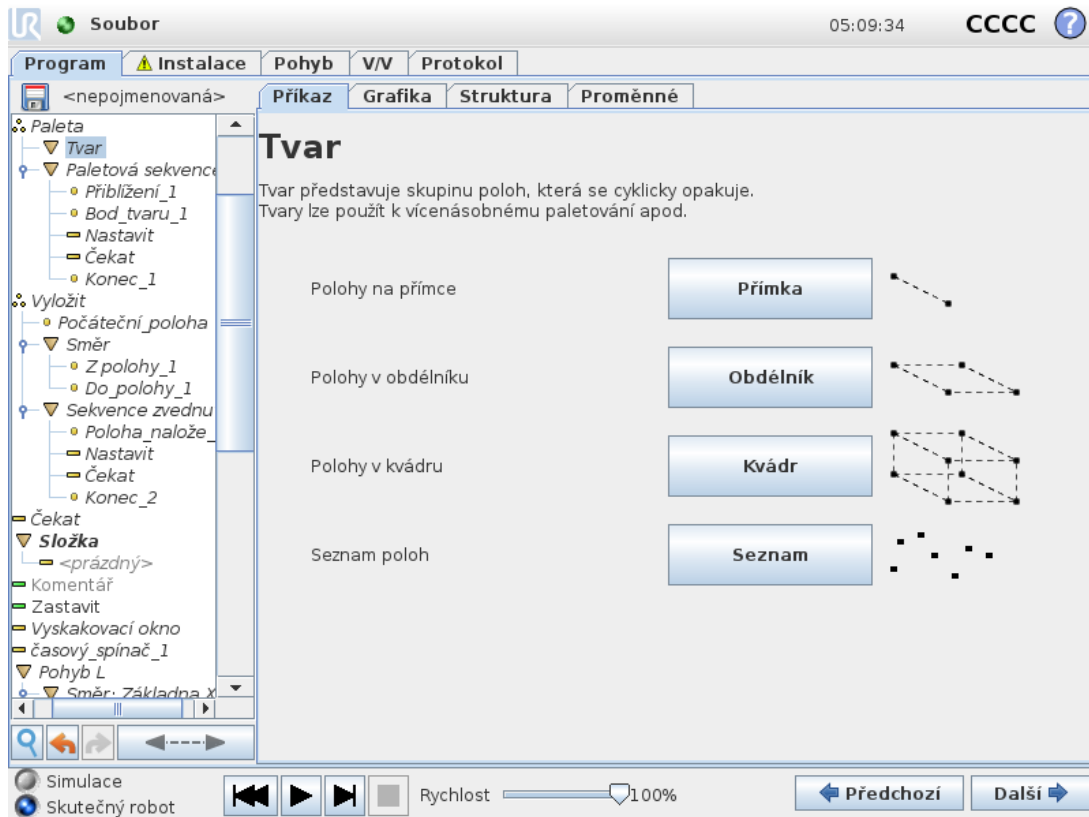 UR
Soubor
05:09:34
CCCC
?
Program
Instalace
Pohyb
V/V
Protokol
<nepojmenovaná>
Příkaz
Grafika
Struktura
Proměnné
Paleta
Tvar
Paletová sekvence
Přiblížení_1
Bod_tvaru_1
Nastavit
Čekat
Konec_1
Vyložit
Počáteční_poloha
Směr
Z polohy_1
Do_polohy_1
Sekvence zvednu
Poloha_nalože_
Nastavit
Čekat
Konec_2
Čekat
Složka
<prázdný>
Komentář
Zastavit
Vyskakovací okno
časový_spínač_1
Pohyb L
Směr: Základna X
Tvar
Tvar představuje skupinu poloh, která se cyklicky opakuje.
Tvary lze použít k vícenásobnému paletování apod.
Polohy na přímce
Přímka
Polohy v obdélníku
Obdélník
Polohy v kvádru
Kvádr
Seznam poloh
Seznam
Simulace
Skutečný robot
Rychlost
100%
Předchozí
Další